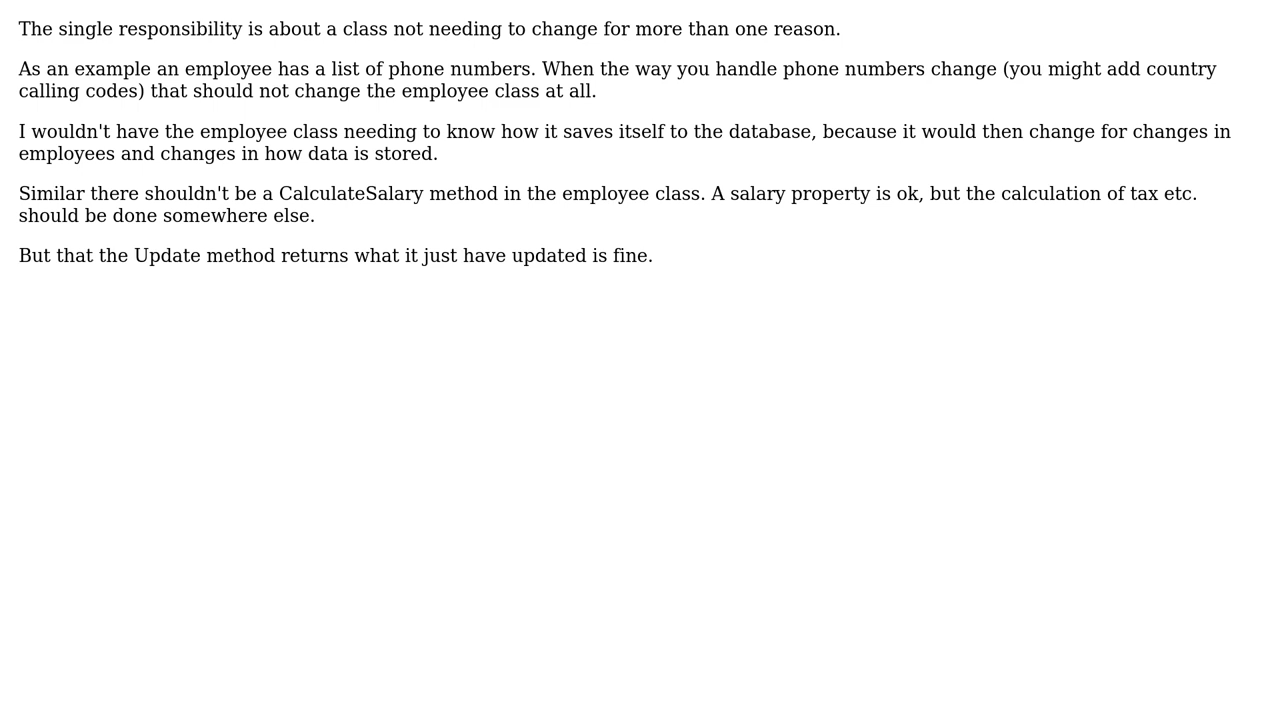 The single responsibility is about a class not needing to change for more than one reason.
As an example an employee has a list of phone numbers. When the way you handle phone numbers change (you might add country
calling codes) that should not change the employee class at all.
I wouldn't have the employee class needing to know how it saves itself to the database, because it would then change for changes in
employees and changes in how data is stored.
Similar there shouldn't be a CalculateSalary method in the employee class. A salary property is ok, but the calculation of tax etc.
should be done somewhere else.
But that the Update method returns what it just have updated is fine.